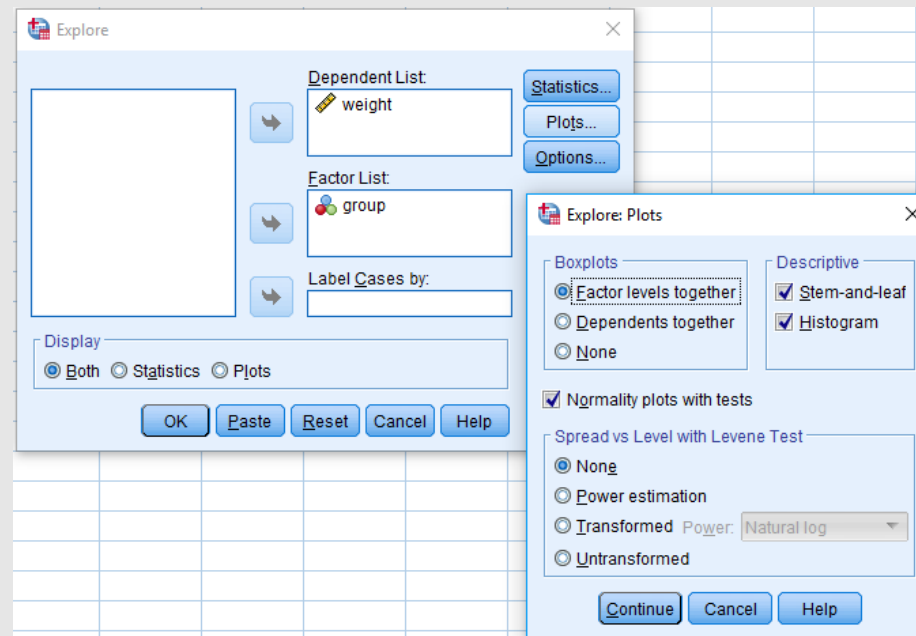 Explore
Dependent List:
weight
Statistics...
Plots...
Options...
Factor List:
group
Label Cases by:
Display
Both Statistics Plots
OK Paste Reset Cancel Help
Explore: Plots
Boxplots
Factor levels together
Dependents together
None
Descriptive
Stem-and-leaf
Histogram
Normality plots with tests
Spread vs Level with Levene Test
None
Power estimation
Transformed Power: Natural log
Untransformed
Continue Cancel Help